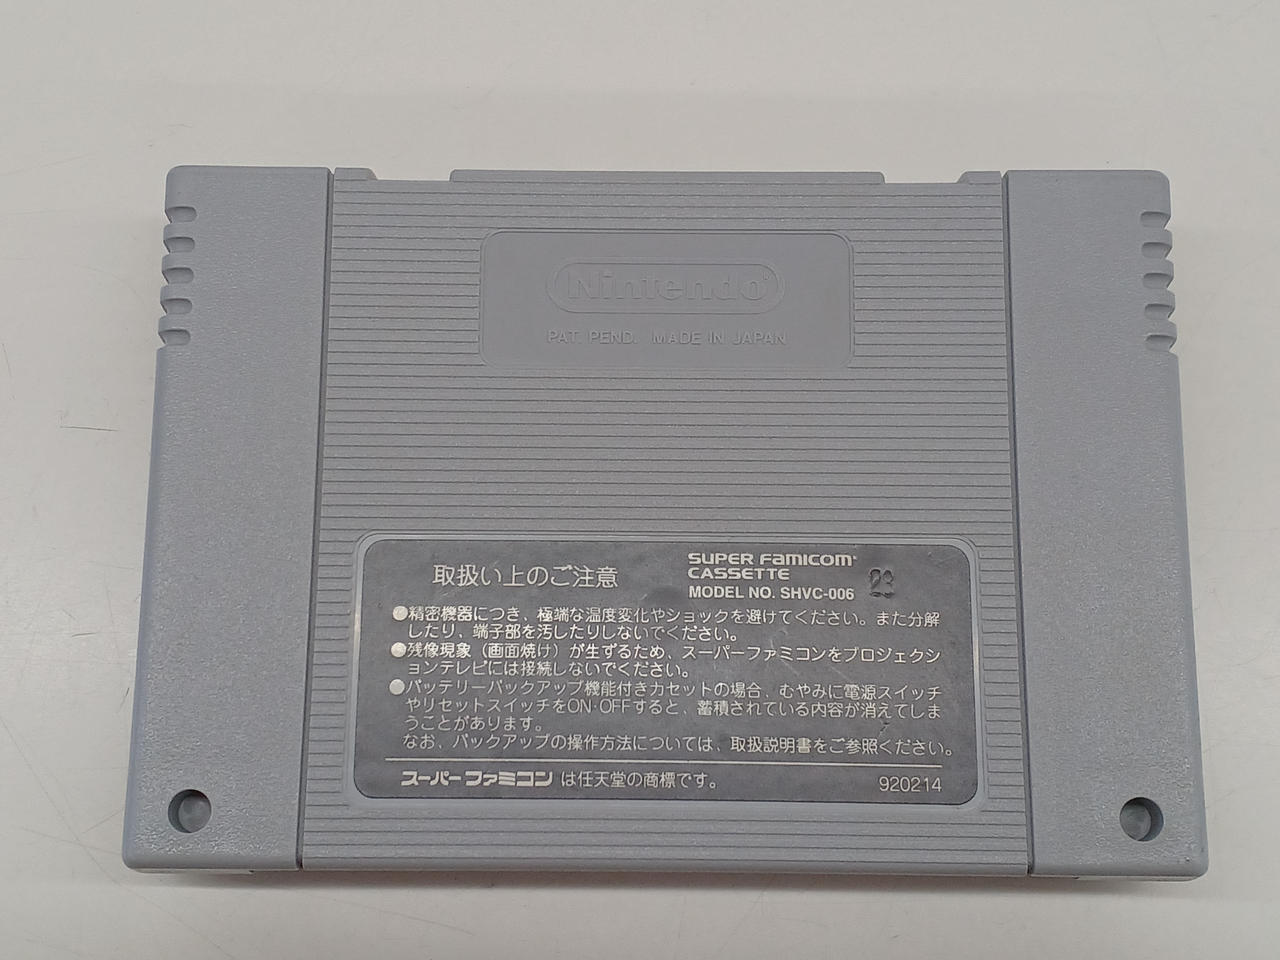 Nintendo®
PAT. PEND. MADE IN JAPAN
取扱い上のご注意
SUPER FAMICOM
CASSETTE
MODEL NO. SHVC-006
23
●精密機器につき、極端な温度変化やショックを避けてください。また分解
したり、端子部を汚したりしないでください。
●残像現象（画面焼け）が生ずるため、スーパーファミコンをプロジェクシ
ョンテレビには接続しないでください。
●バッテリーバックアップ機能付きカセットの場合、むやみに電源スイッチ
やリセットスイッチをON·OFFすると、蓄積されている内容が消えてしま
うことがあります。
なお、バックアップの操作方法については、取扱説明書をご参照ください。
スーパーファミコン は任天堂の商標です。
920214